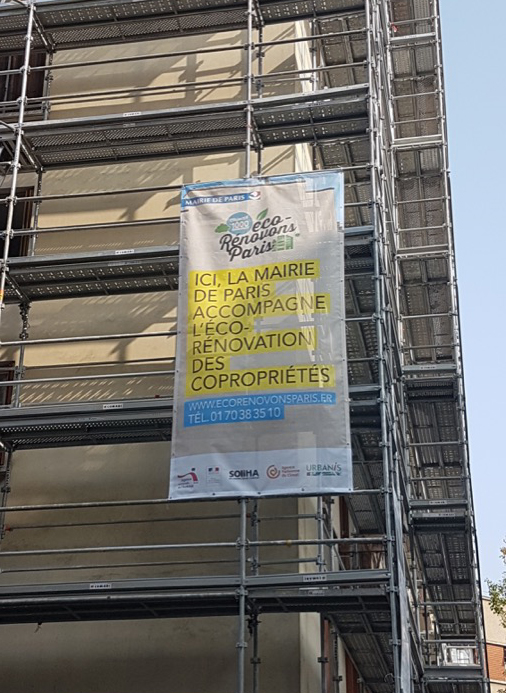 MAIRIE DE PARIS
éco-
Rénovons
Paris
ICI, LA MAIRIE
DE PARIS
ACCOMPAGNE
L'ÉCO-
RÉNOVATION
DES
COPROPRIÉTÉS
WWW.ECORENOVONSPARIS.FR
TÉL. 01 70 38 35 10
SOLIHA
URBANIS